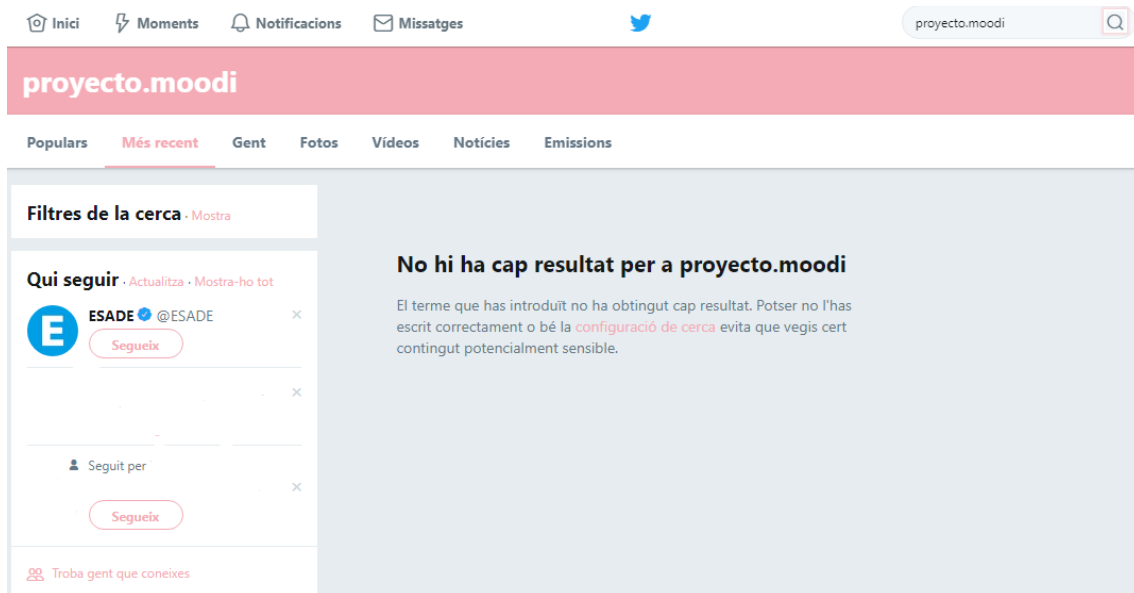 Inici Moments Notificacions Missatges proyecto.moodi
proyecto.moodi
Populars Més recent Gent Fotos Vídeos Notícies Emissions
Filtres de la cerca · Mostra
Qui seguir · Actualitza · Mostra-ho tot
E ESADE @ESADE ×
Segueix
×
Seguit per
×
Segueix
Troba gent que coneixes
No hi ha cap resultat per a proyecto.moodi
El terme que has introduït no ha obtingut cap resultat. Potser no l'has
escrit correctament o bé la configuració de cerca evita que vegis cert
contingut potencialment sensible.